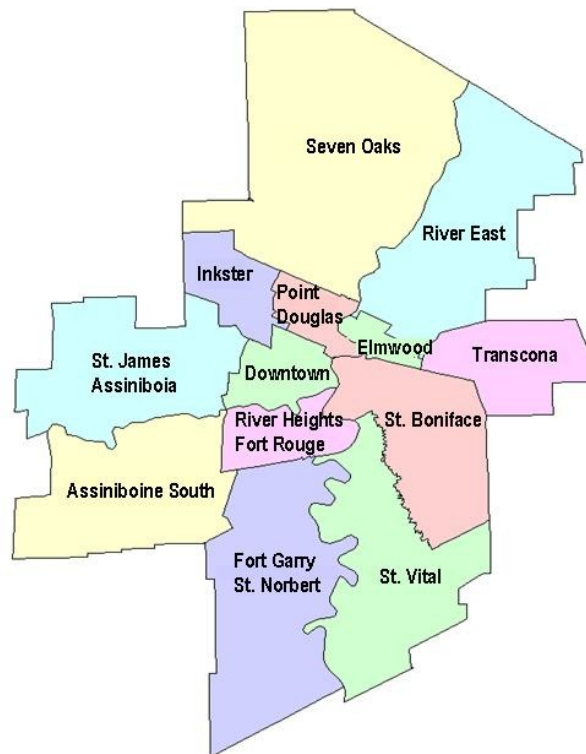 Seven Oaks
River East
Inkster
Point
Douglas
Elmwood
Transcona
St. James
Assiniboia
Downtown
River Heights
Fort Rouge
St. Boniface
Assiniboine South
Fort Garry
St. Norbert
St. Vital